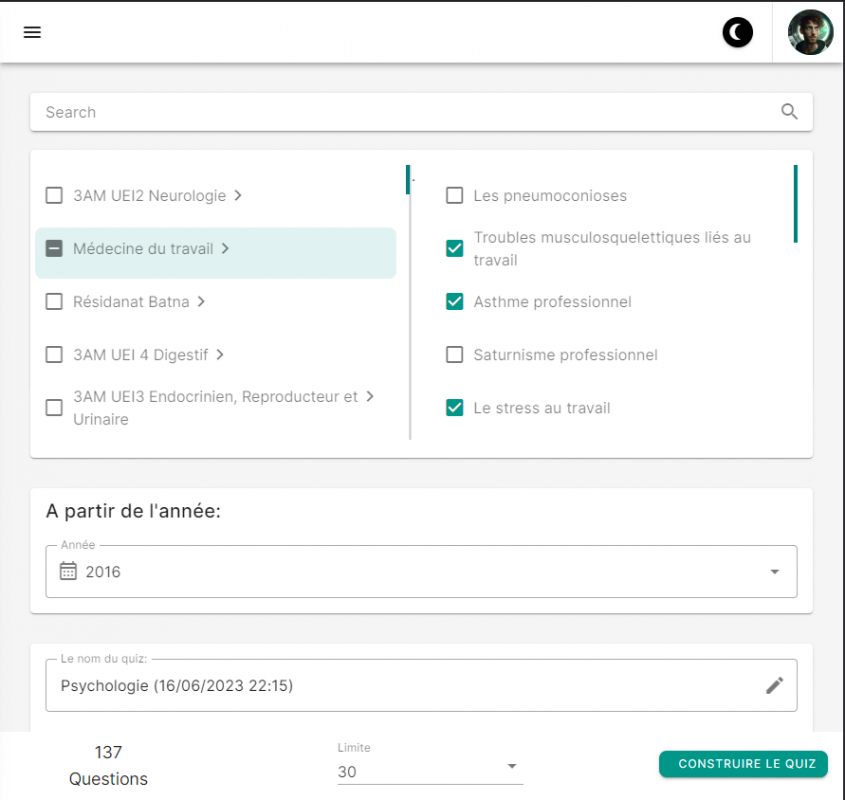 Search
3AM UEI2 Neurologie
Médecine du travail
Résidanat Batna
3AM UEI 4 Digestif
3AM UEI3 Endocrinien, Reproducteur et
Urinaire
Les pneumoconioses
Troubles musculosquelettiques liés au
travail
Asthme professionnel
Saturnisme professionnel
Le stress au travail
A partir de l'année:
Année
2016
Le nom du quiz:
Psychologie (16/06/2023 22:15)
137
Questions
Limite
30
CONSTRUIRE LE QUIZ